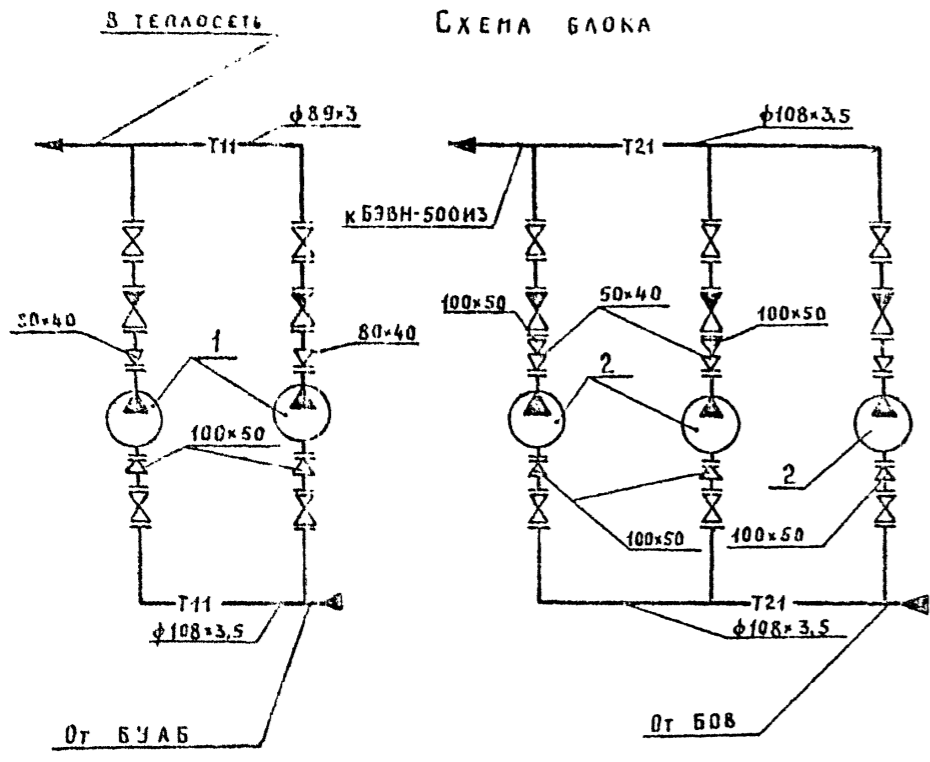 В ТЕПЛОСЕТЬ
СХЕМА БЛОКА
ф89×3
ф108×3,5
Т11
Т21
к БЭВН-500ИЗ
80×40
100×50
50×40
100×50
80×40
1
2
100×50
2
100×50
100×50
Т11
Т21
ф108×3,5
ф108×3,5
От БУАБ
От БОВ